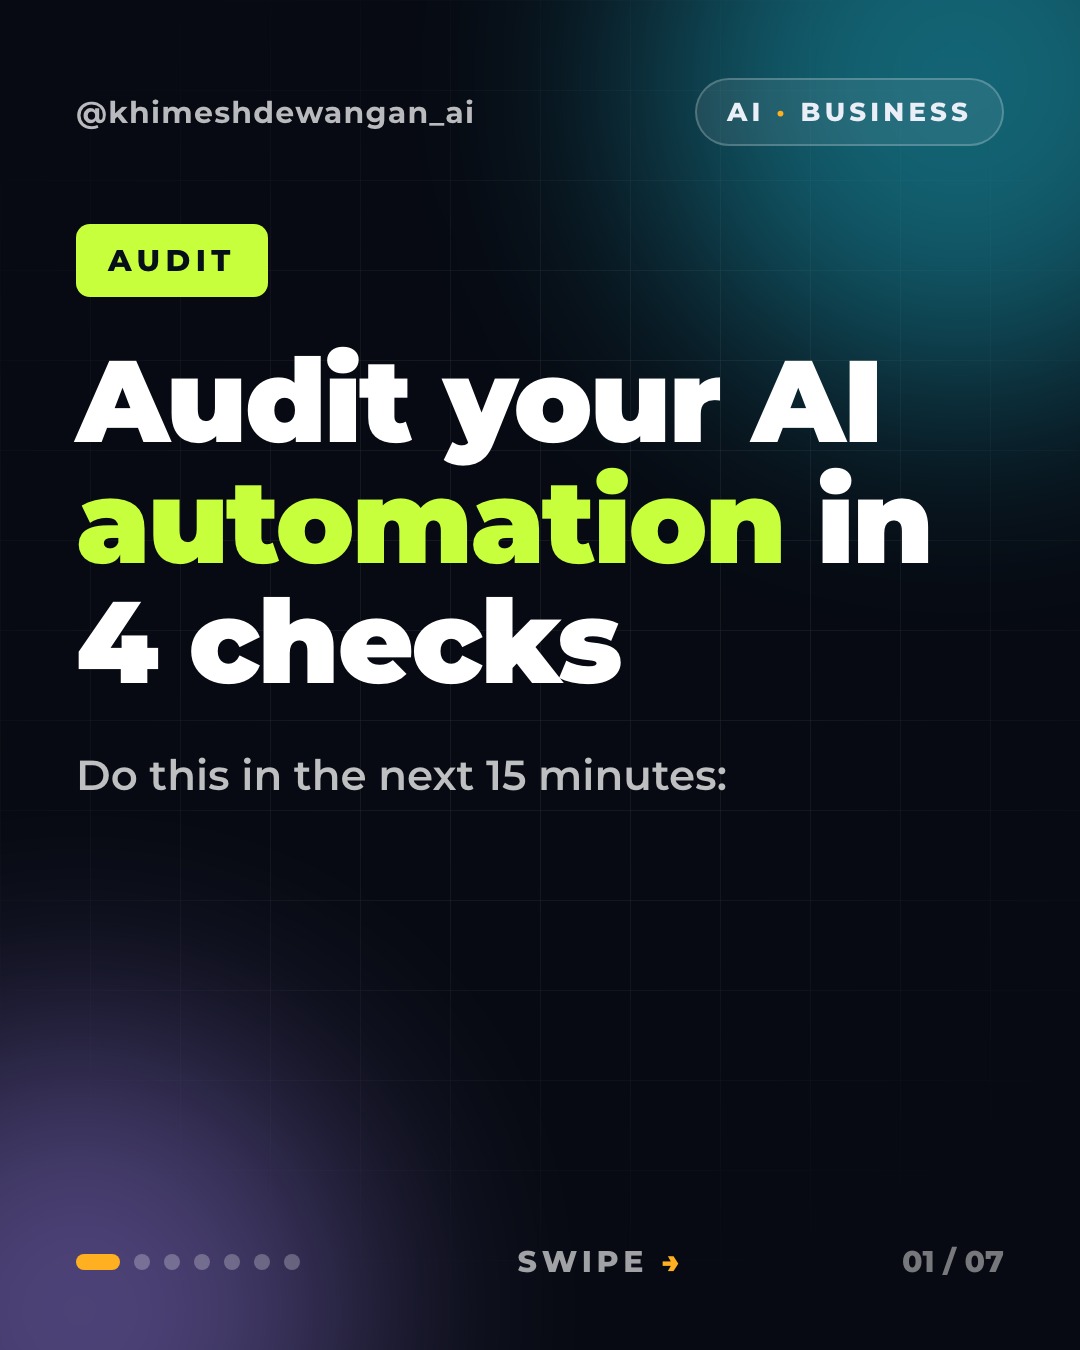 @khimeshdewangan_ai
AI · BUSINESS
AUDIT
Audit your AI
automation in
4 checks
Do this in the next 15 minutes:
SWIPE →
01 / 07